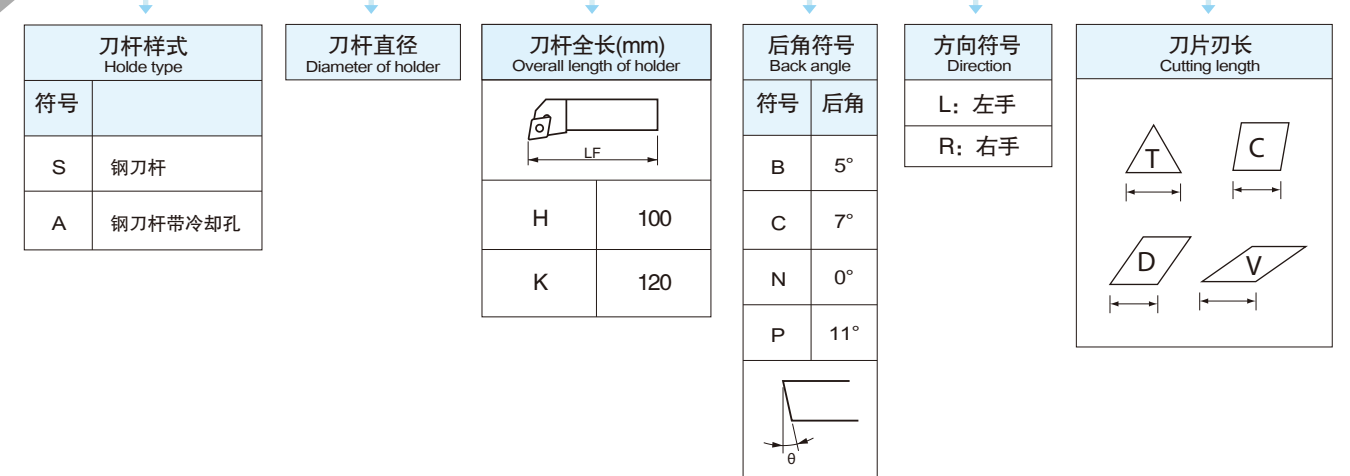 刀杆样式
Holde type
符号
S 钢刀杆
A 钢刀杆带冷却孔
刀杆直径
Diameter of holder
刀杆全长(mm)
Overall length of holder
LF
H 100
K 120
后角符号
Back angle
符号 后角
B 5°
C 7°
N 0°
P 11°
θ
方向符号
Direction
L：左手
R：右手
刀片刃长
Cutting length
T C
D V